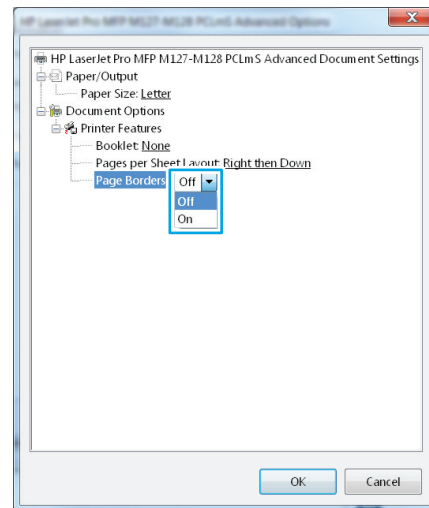 HP LaserJet Pro MFP M127-M128 PCLmS Advanced Options
HP LaserJet Pro MFP M127-M128 PCLmS Advanced Document Settings
Paper/Output
Paper Size: Letter
Document Options
Printer Features
Booklet: None
Pages per Sheet Layout: Right then Down
Page Borders: Off
Off
On
OK Cancel